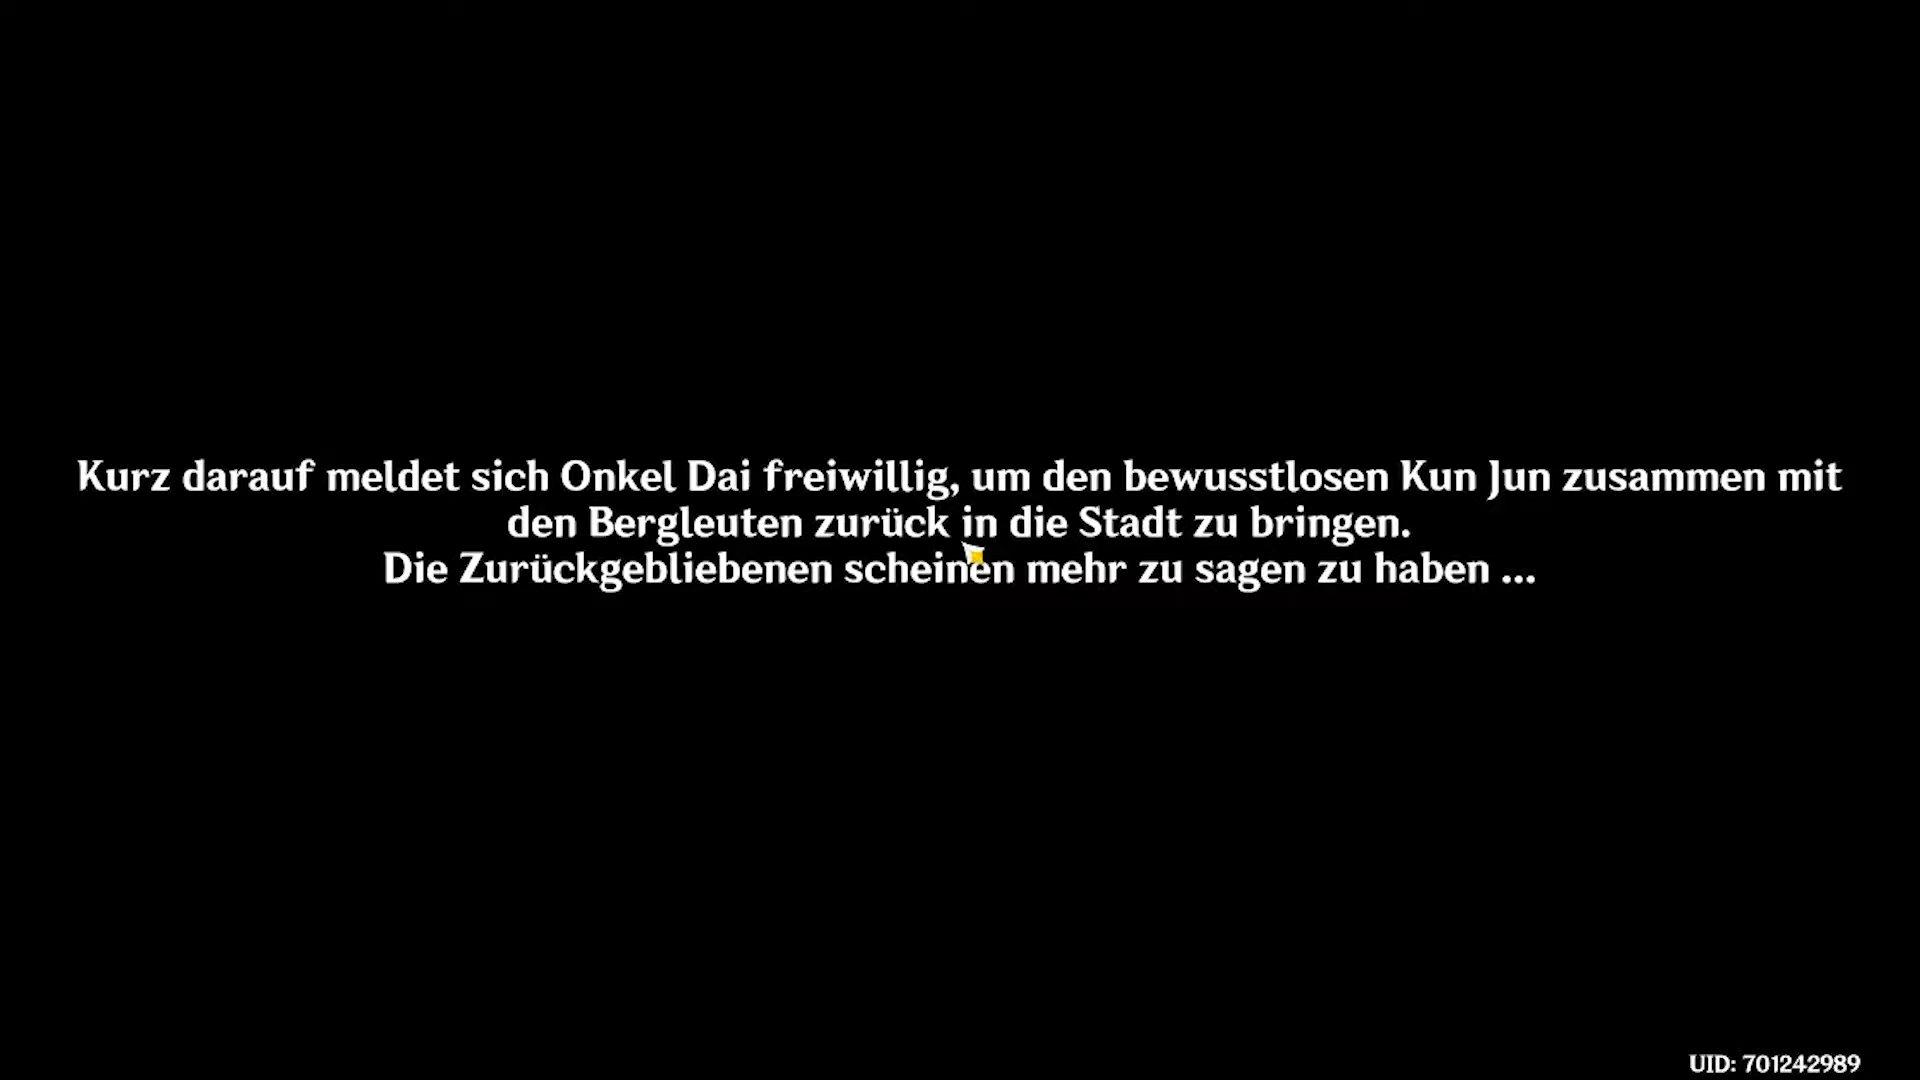 Kurz darauf meldet sich Onkel Dai freiwillig, um den bewusstlosen Kun Jun zusammen mit
den Bergleuten zurück in die Stadt zu bringen.
Die Zurückgebliebenen scheinen mehr zu sagen zu haben ...
UID: 701242989